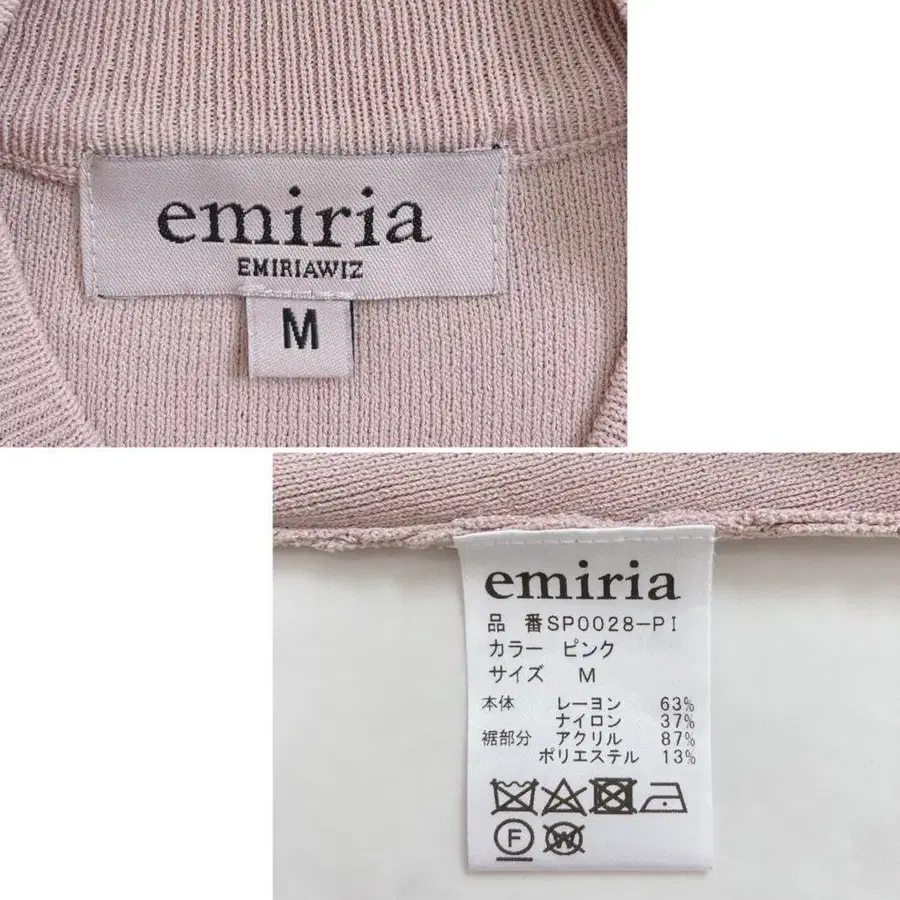 emiria
EMIRIAWIZ
M
emiria
品 番SP0028-PI
カラー ピンク
サイズ M
本体 レーヨン 63%
ナイロン 37%
裾部分 アクリル 87%
ポリエステル 13%
F W